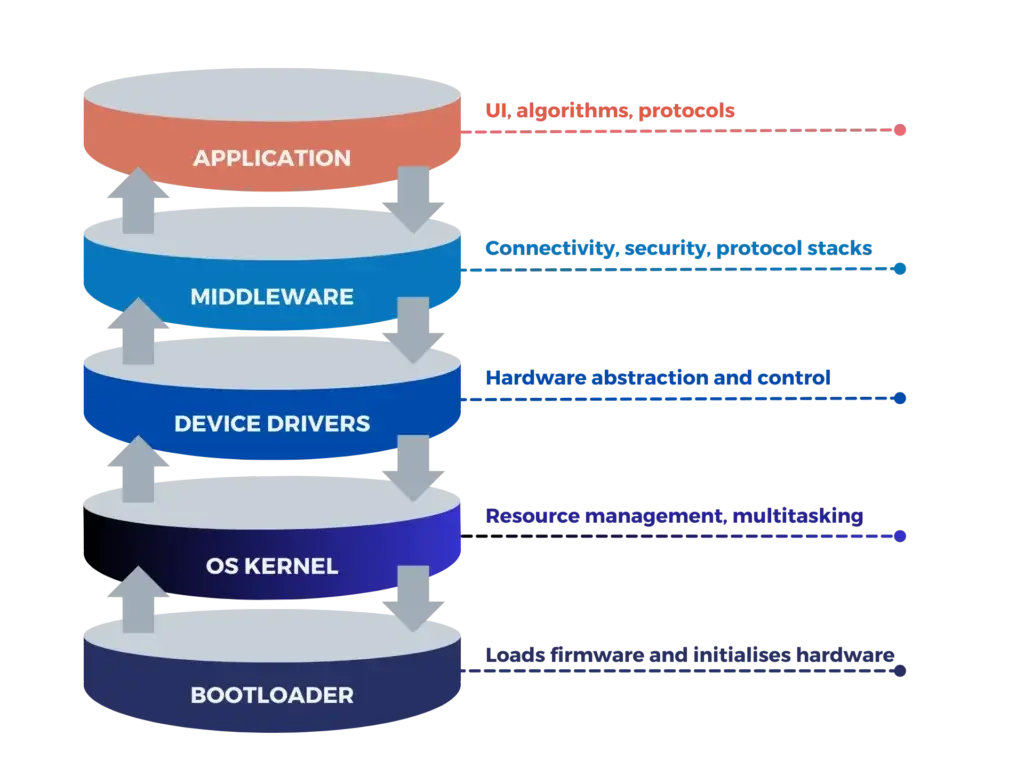 UI, algorithms, protocols
APPLICATION
Connectivity, security, protocol stacks
MIDDLEWARE
Hardware abstraction and control
DEVICE DRIVERS
Resource management, multitasking
OS KERNEL
Loads firmware and initialises hardware
BOOTLOADER